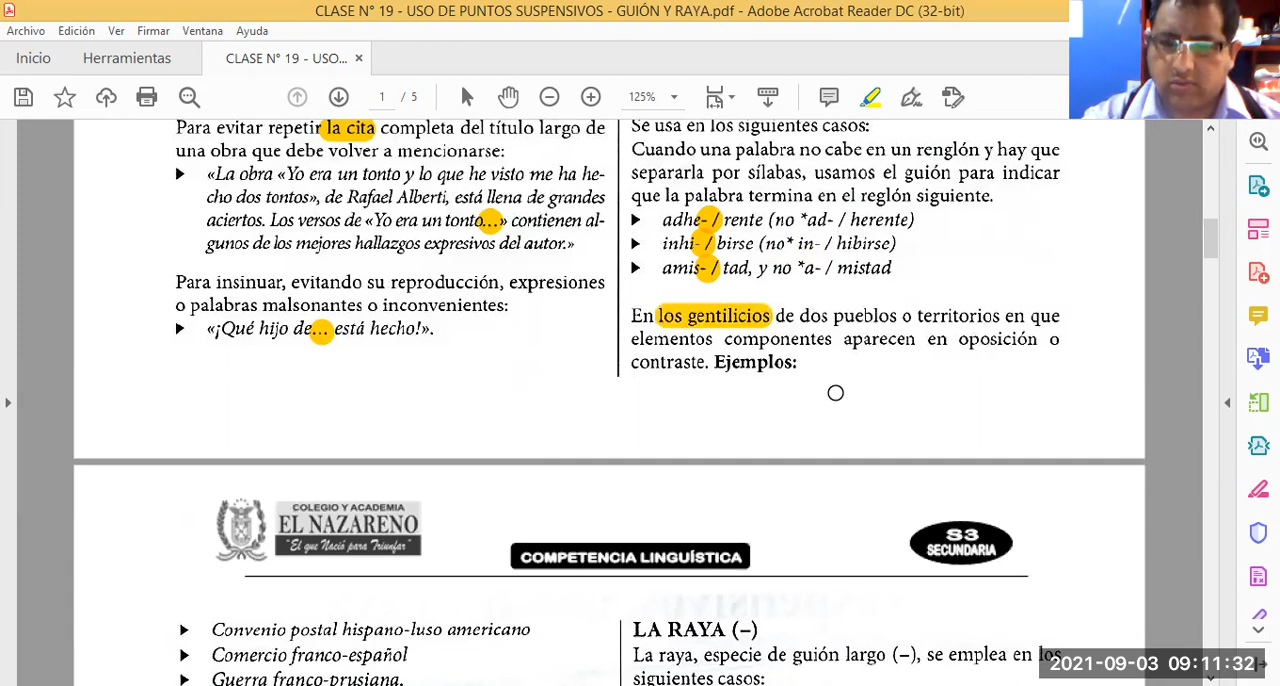 CLASE N° 19 - USO DE PUNTOS SUSPENSIVOS - GUIÓN Y RAYA.pdf - Adobe Acrobat Reader DC (32-bit)
Archivo Edición Ver Firmar Ventana Ayuda
Inicio Herramientas CLASE N° 19 - USO... ×
1 / 5 125%
Para evitar repetir la cita completa del título largo de
una obra que debe volver a mencionarse:
«La obra «Yo era un tonto y lo que he visto me ha he-
cho dos tontos», de Rafael Alberti, está llena de grandes
aciertos. Los versos de «Yo era un tonto...» contienen al-
gunos de los mejores hallazgos expresivos del autor.»
Para insinuar, evitando su reproducción, expresiones
o palabras malsonantes o inconvenientes:
«¡Qué hijo de... está hecho!».
Se usa en los siguientes casos:
Cuando una palabra no cabe en un renglón y hay que
separarla por sílabas, usamos el guión para indicar
que la palabra termina en el reglón siguiente.
adhe- / rente (no *ad- / herente)
inhi- / birse (no* in- / hibirse)
amis- / tad, y no *a- / mistad
En los gentilicios de dos pueblos o territorios en que
elementos componentes aparecen en oposición o
contraste. Ejemplos:
COLEGIO Y ACADEMIA
EL NAZARENO
"El que Nació para Triunfar"
COMPETENCIA LINGUÍSTICA
S3
SECUNDARIA
Convenio postal hispano-luso americano
Comercio franco-español
Guerra franco-prusiana.
LA RAYA (–)
La raya, especie de guión largo (–), se emplea en los
siguientes casos:
2021-09-03 09:11:32